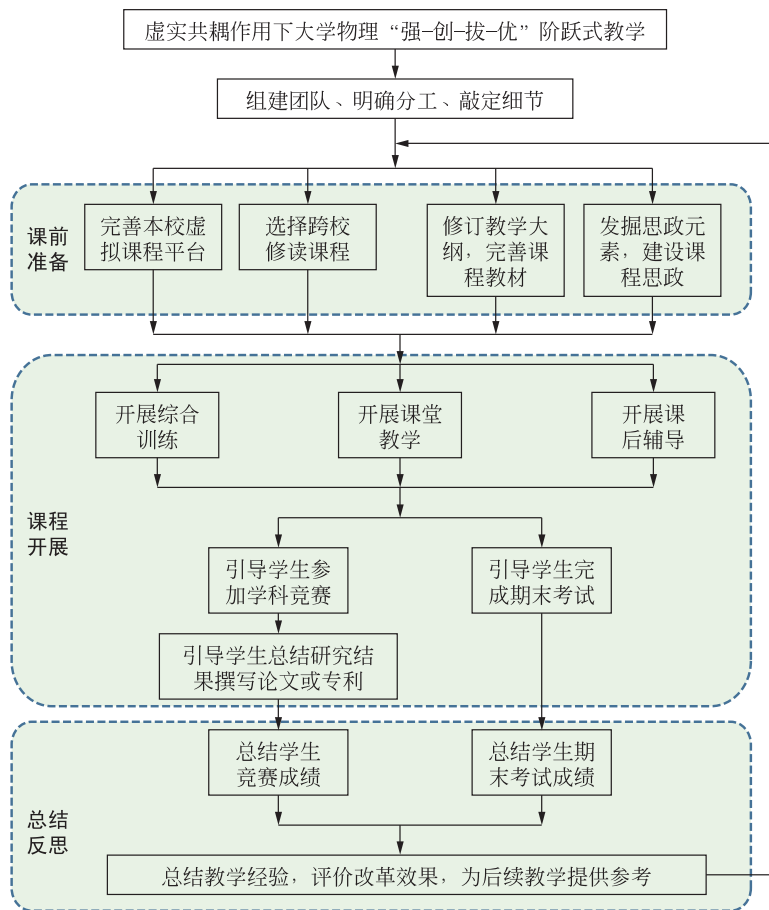 虚实共耦作用下大学物理“强–创–拔–优”阶跃式教学
组建团队、明确分工、敲定细节
课前
准备
完善本校虚
拟课程平台
选择跨校
修读课程
修订教学大
纲，完善课
程教材
发掘思政元
素，建设课
程思政
课程
开展
开展综合
训练
开展课堂
教学
开展课
后辅导
引导学生参
加学科竞赛
引导学生完
成期末考试
引导学生总结研究结
果撰写论文或专利
总结
反思
总结学生
竞赛成绩
总结学生期
末考试成绩
总结教学经验，评价改革效果，为后续教学提供参考